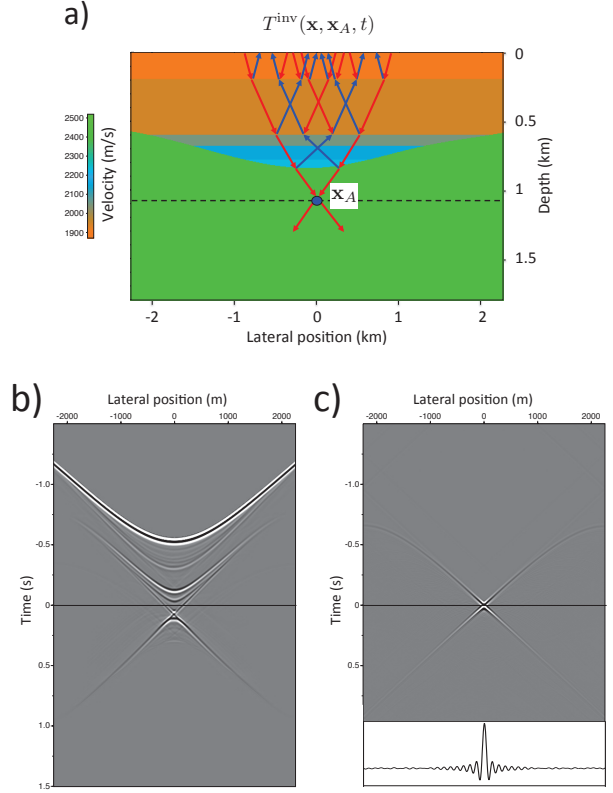 a)
T^inv(x, x_A, t)
2500
2400
2300
2200
2100
2000
1900
Velocity (m/s)
0
0.5
1
1.5
Depth (km)
x_A
-2 -1 0 1 2
Lateral position (km)
b)
Lateral position (m)
-2000 -1000 0 1000 2000
-1.0
-0.5
0
0.5
1.0
1.5
Time (s)
c)
Lateral position (m)
-2000 -1000 0 1000 2000
-1.0
-0.5
0
0.5
Time (s)